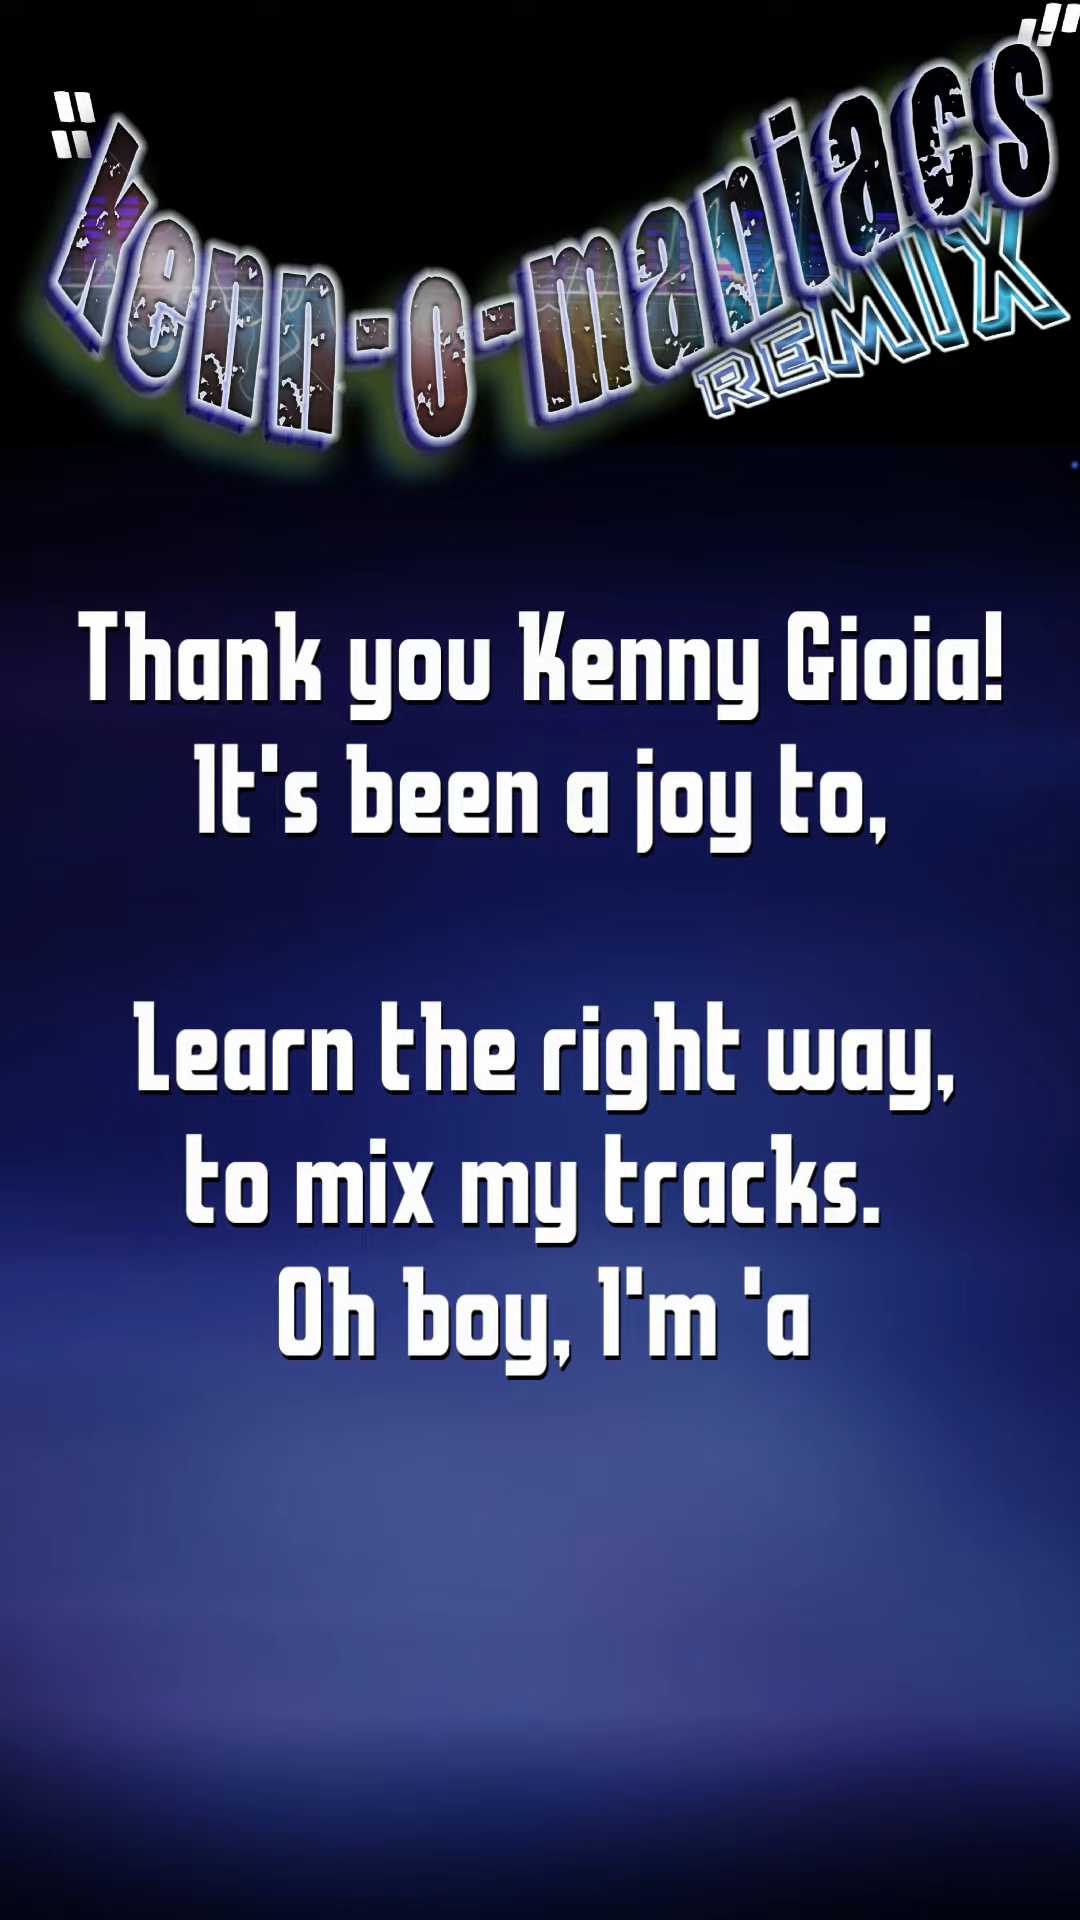 "Kenn-o-maniacs"
REMIX
Thank you Kenny Gioia!
It's been a joy to,
Learn the right way,
to mix my tracks.
Oh boy, I'm 'a